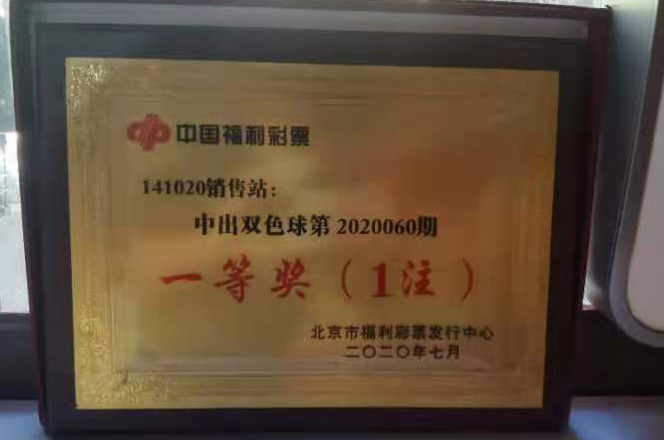 中国福利彩票
141020销售站：
中出双色球第 2020060期
一等奖（1注）
北京市福利彩票发行中心
二〇二〇年七月